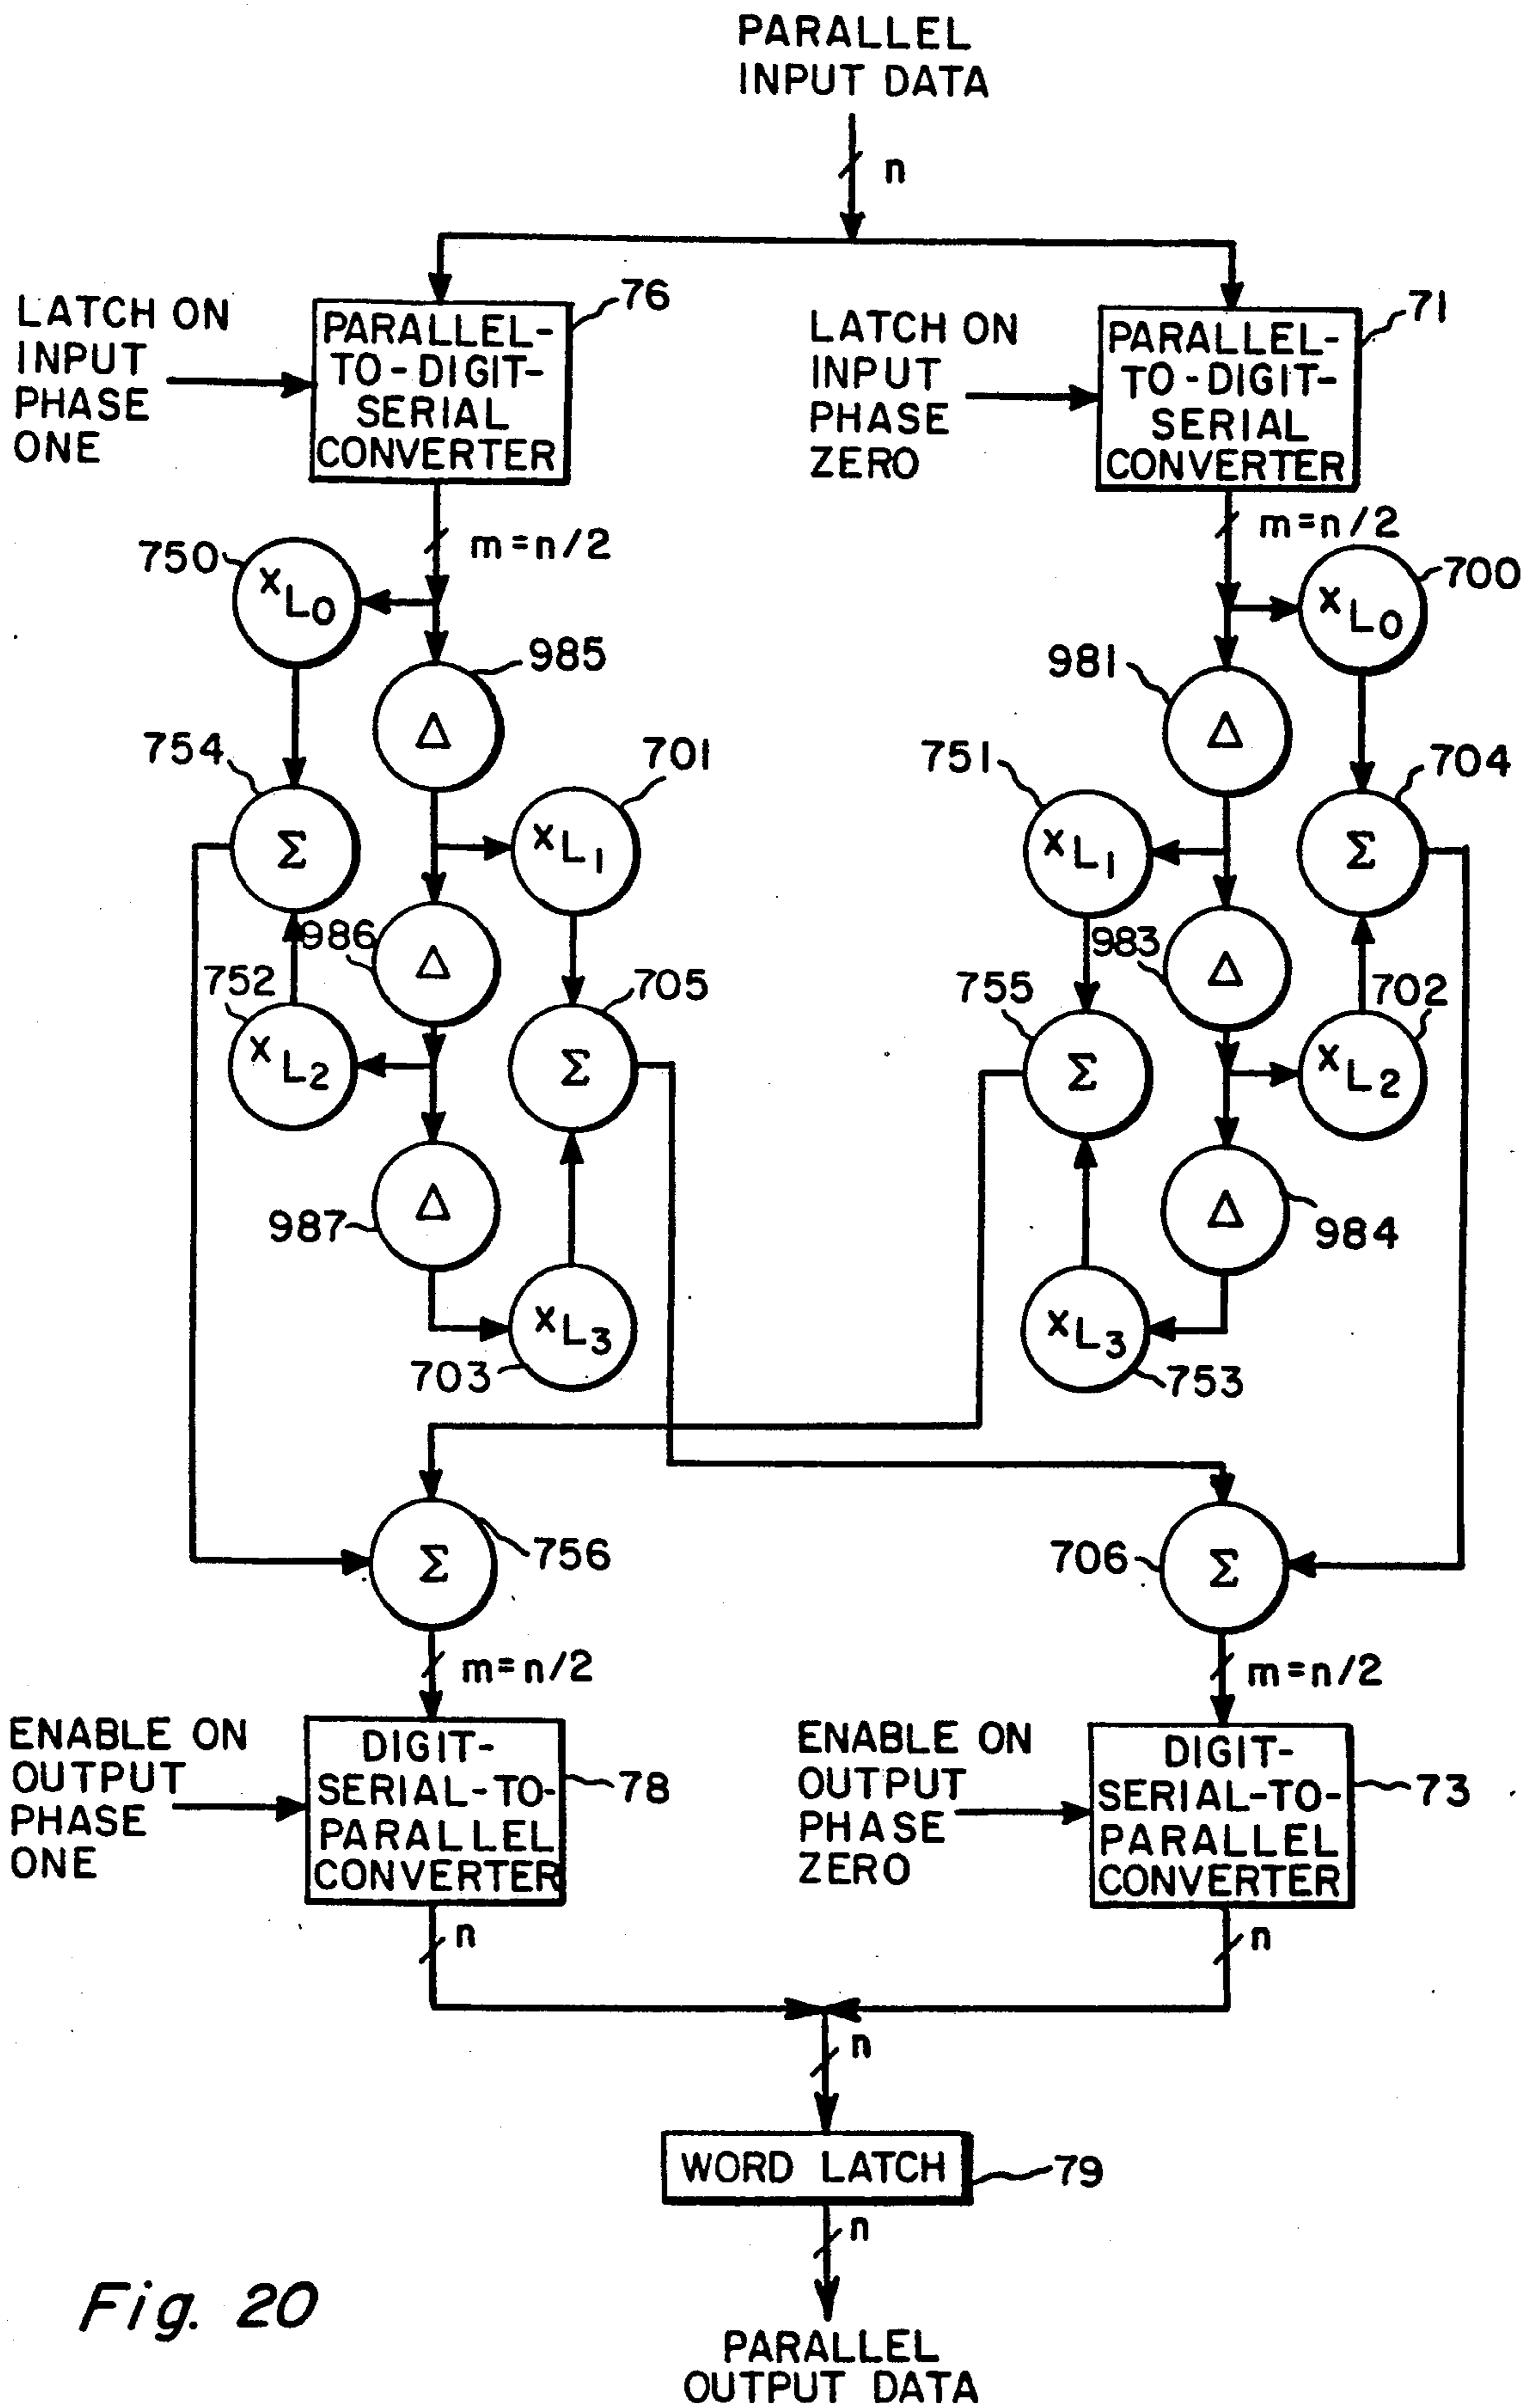 PARALLEL
INPUT DATA
n
LATCH ON
INPUT
PHASE
ONE
76
PARALLEL-
TO-DIGIT-
SERIAL
CONVERTER
LATCH ON
INPUT
PHASE
ZERO
71
PARALLEL-
TO-DIGIT-
SERIAL
CONVERTER
m=n/2
m=n/2
750
xL0
700
xL0
985
Δ
981
Δ
754
Σ
701
xL1
751
xL1
704
Σ
986
Δ
983
Δ
752
xL2
705
Σ
755
Σ
702
xL2
987
Δ
984
Δ
703
xL3
753
xL3
756
Σ
706
Σ
m=n/2
m=n/2
ENABLE ON
OUTPUT
PHASE
ONE
DIGIT-
SERIAL-TO-
PARALLEL
CONVERTER
78
ENABLE ON
OUTPUT
PHASE
ZERO
DIGIT-
SERIAL-TO-
PARALLEL
CONVERTER
73
n
n
n
WORD LATCH
79
n
Fig. 20
PARALLEL
OUTPUT DATA